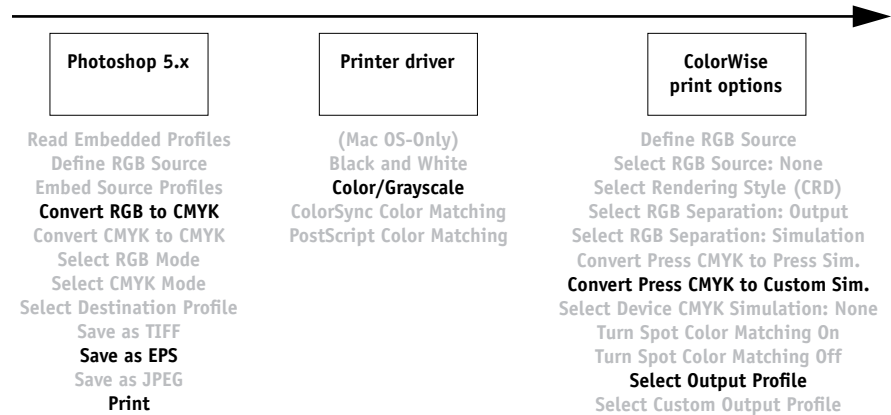 Photoshop 5.x
Read Embedded Profiles
Define RGB Source
Embed Source Profiles
Convert RGB to CMYK
Convert CMYK to CMYK
Select RGB Mode
Select CMYK Mode
Select Destination Profile
Save as TIFF
Save as EPS
Save as JPEG
Print
Printer driver
(Mac OS-Only)
Black and White
Color/Grayscale
ColorSync Color Matching
PostScript Color Matching
ColorWise
print options
Define RGB Source
Select RGB Source: None
Select Rendering Style (CRD)
Select RGB Separation: Output
Select RGB Separation: Simulation
Convert Press CMYK to Press Sim.
Convert Press CMYK to Custom Sim.
Select Device CMYK Simulation: None
Turn Spot Color Matching On
Turn Spot Color Matching Off
Select Output Profile
Select Custom Output Profile